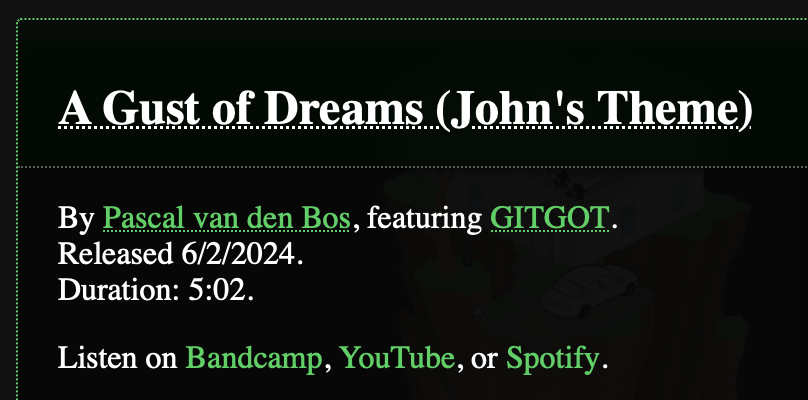 A Gust of Dreams (John's Theme)
By Pascal van den Bos, featuring GITGOT.
Released 6/2/2024.
Duration: 5:02.
Listen on Bandcamp, YouTube, or Spotify.